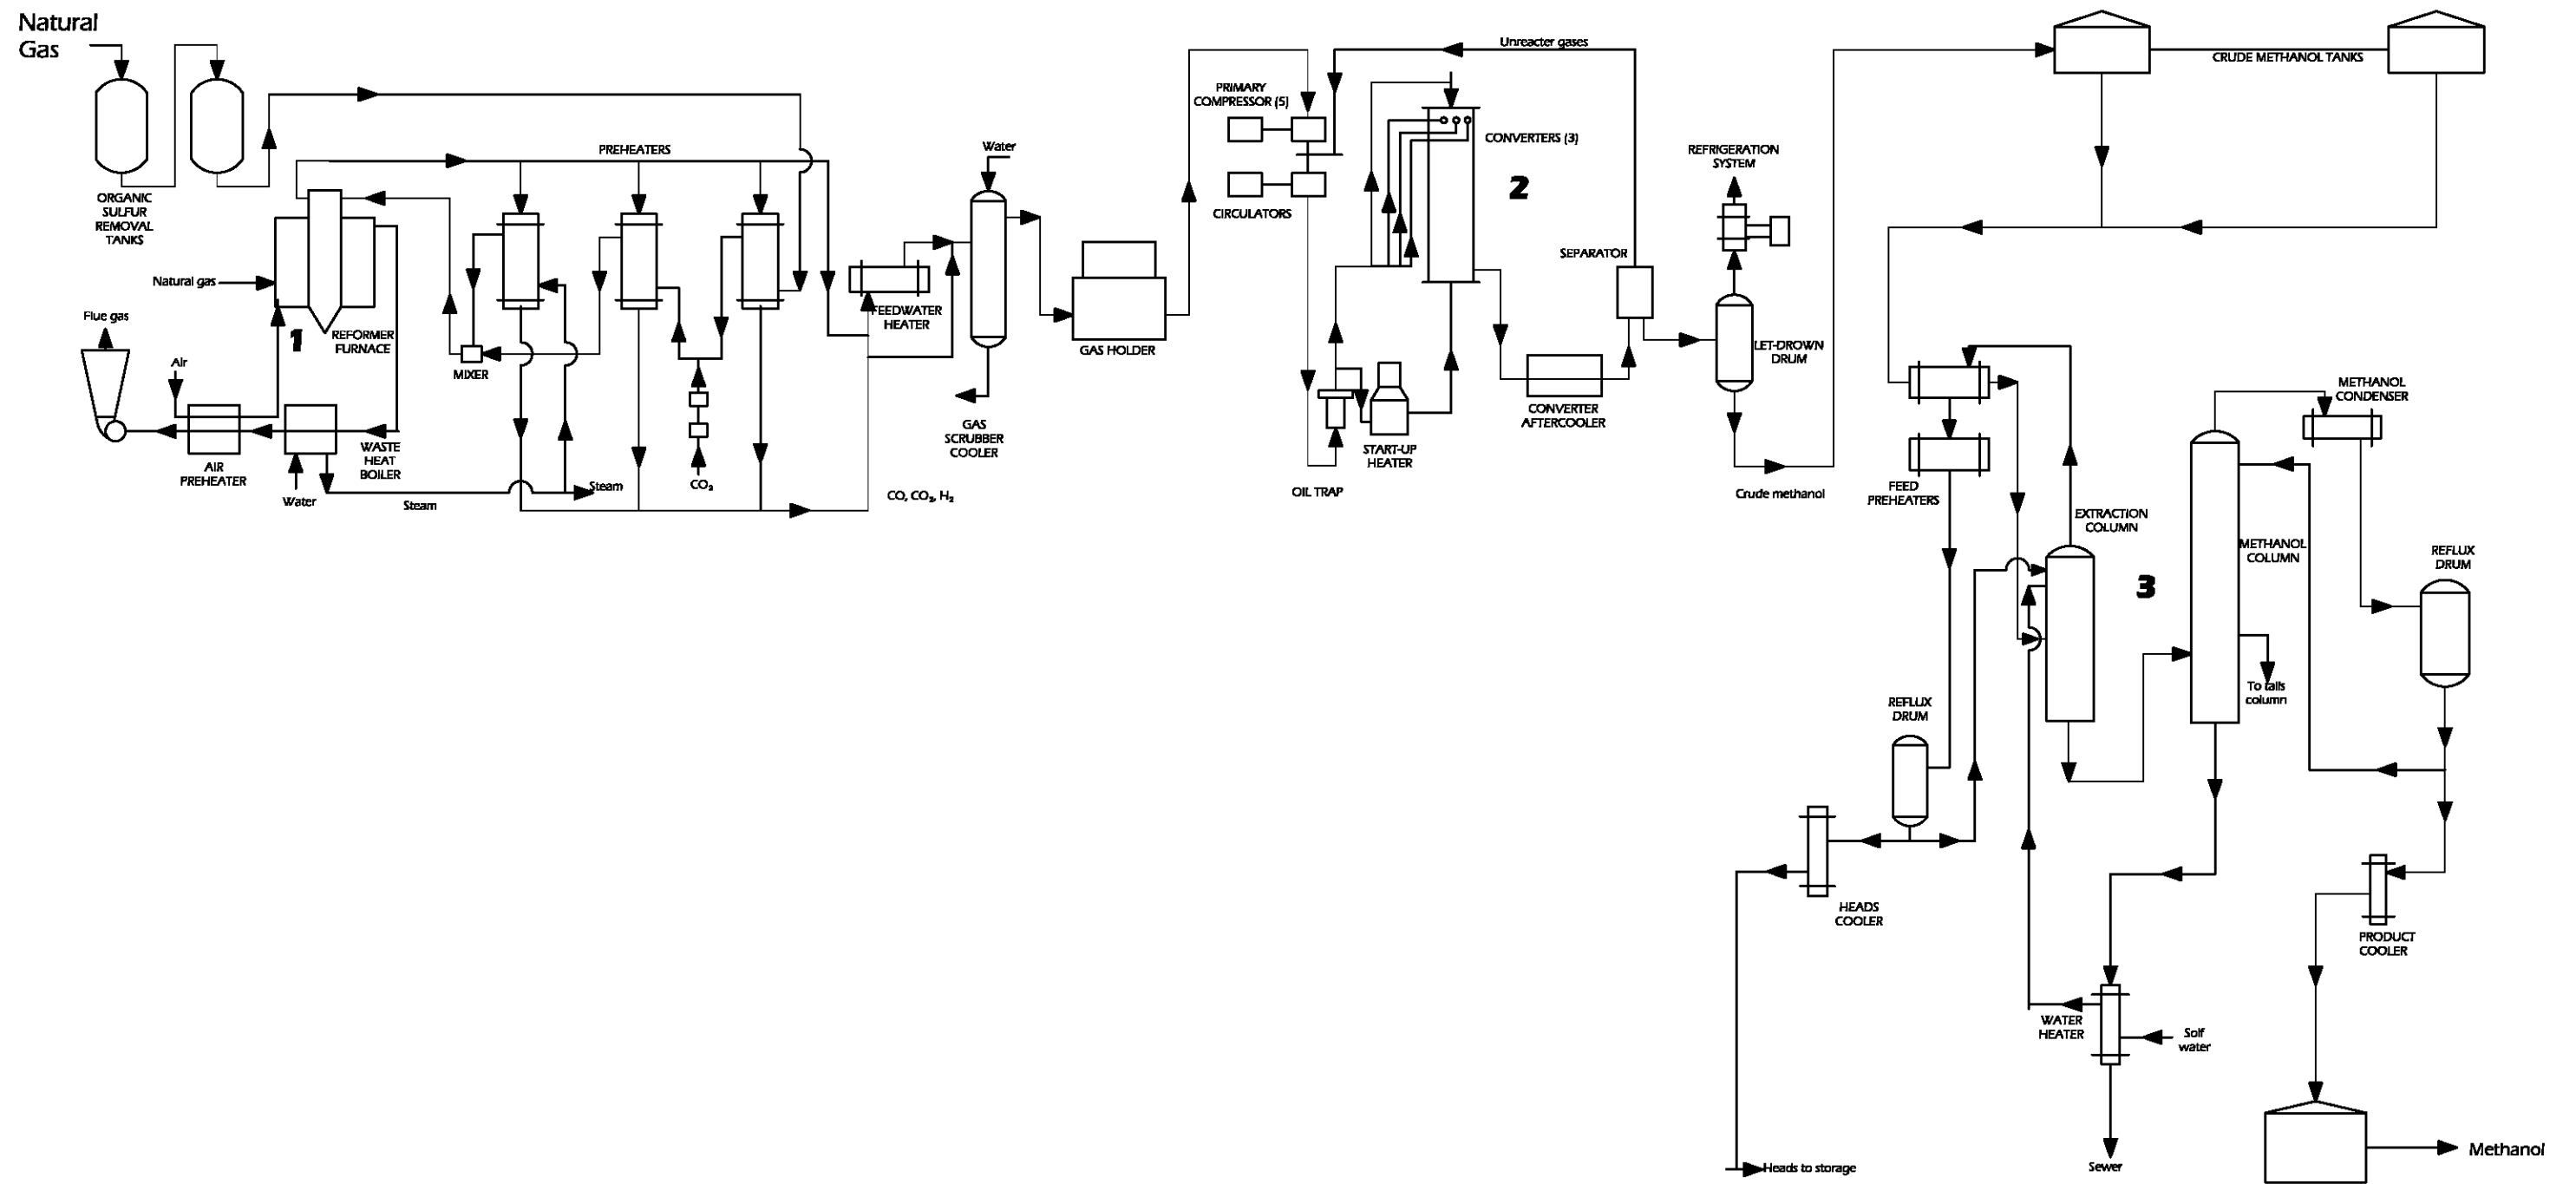 Natural
Gas
ORGANIC
SULFUR
REMOVAL
TANKS
Natural gas
Flue gas
Air
AIR
PREHEATER
Water
1
REFORMER
FURNACE
WASTE
HEAT
BOILER
Steam
PREHEATERS
MIXER
Steam
CO₂
FEEDWATER
HEATER
CO, CO₂, H₂
Water
GAS
SCRUBBER
COOLER
GAS HOLDER
PRIMARY
COMPRESSOR (5)
CIRCULATORS
Unreacter gases
CONVERTERS (3)
2
OIL TRAP
START-UP
HEATER
CONVERTER
AFTERCOOLER
SEPARATOR
REFRIGERATION
SYSTEM
LET-DROWN
DRUM
Crude methanol
CRUDE METHANOL TANKS
FEED
PREHEATERS
EXTRACTION
COLUMN
3
METHANOL
COLUMN
METHANOL
CONDENSER
REFLUX
DRUM
To tails
column
REFLUX
DRUM
HEADS
COOLER
Heads to storage
WATER
HEATER
Solf
water
Sewer
PRODUCT
COOLER
Methanol